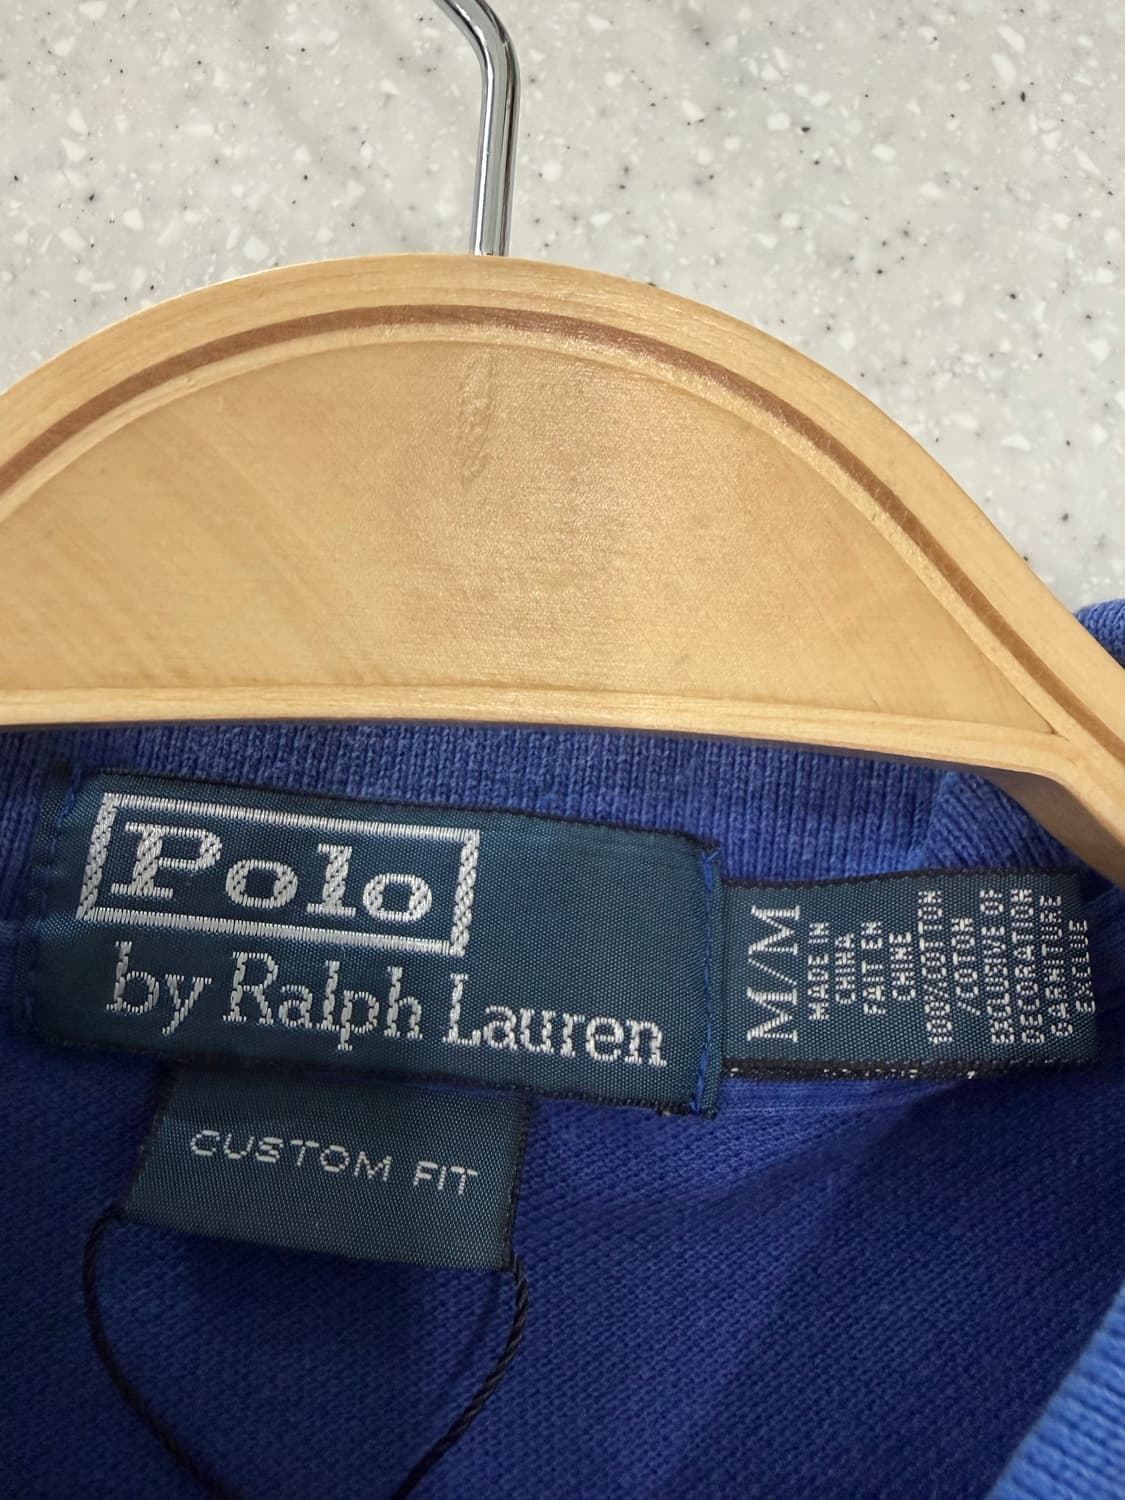 Polo
by Ralph Lauren
CUSTOM FIT
M/M
MADE IN
CHINA
FAIT EN
CHINE
100%COTTON
/COTON
EXCLUSIVE OF
DECORATION
GARNITURE
EXCLUE